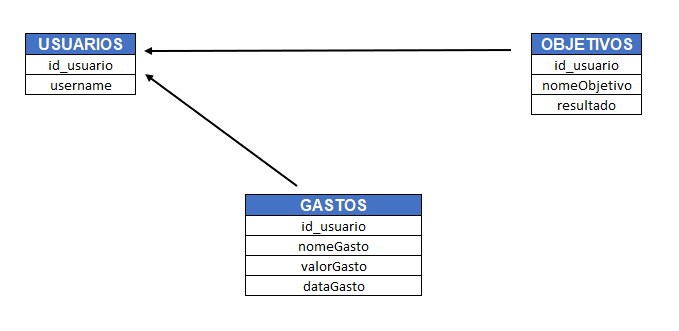 USUARIOS
id_usuario
username
OBJETIVOS
id_usuario
nomeObjetivo
resultado
GASTOS
id_usuario
nomeGasto
valorGasto
dataGasto